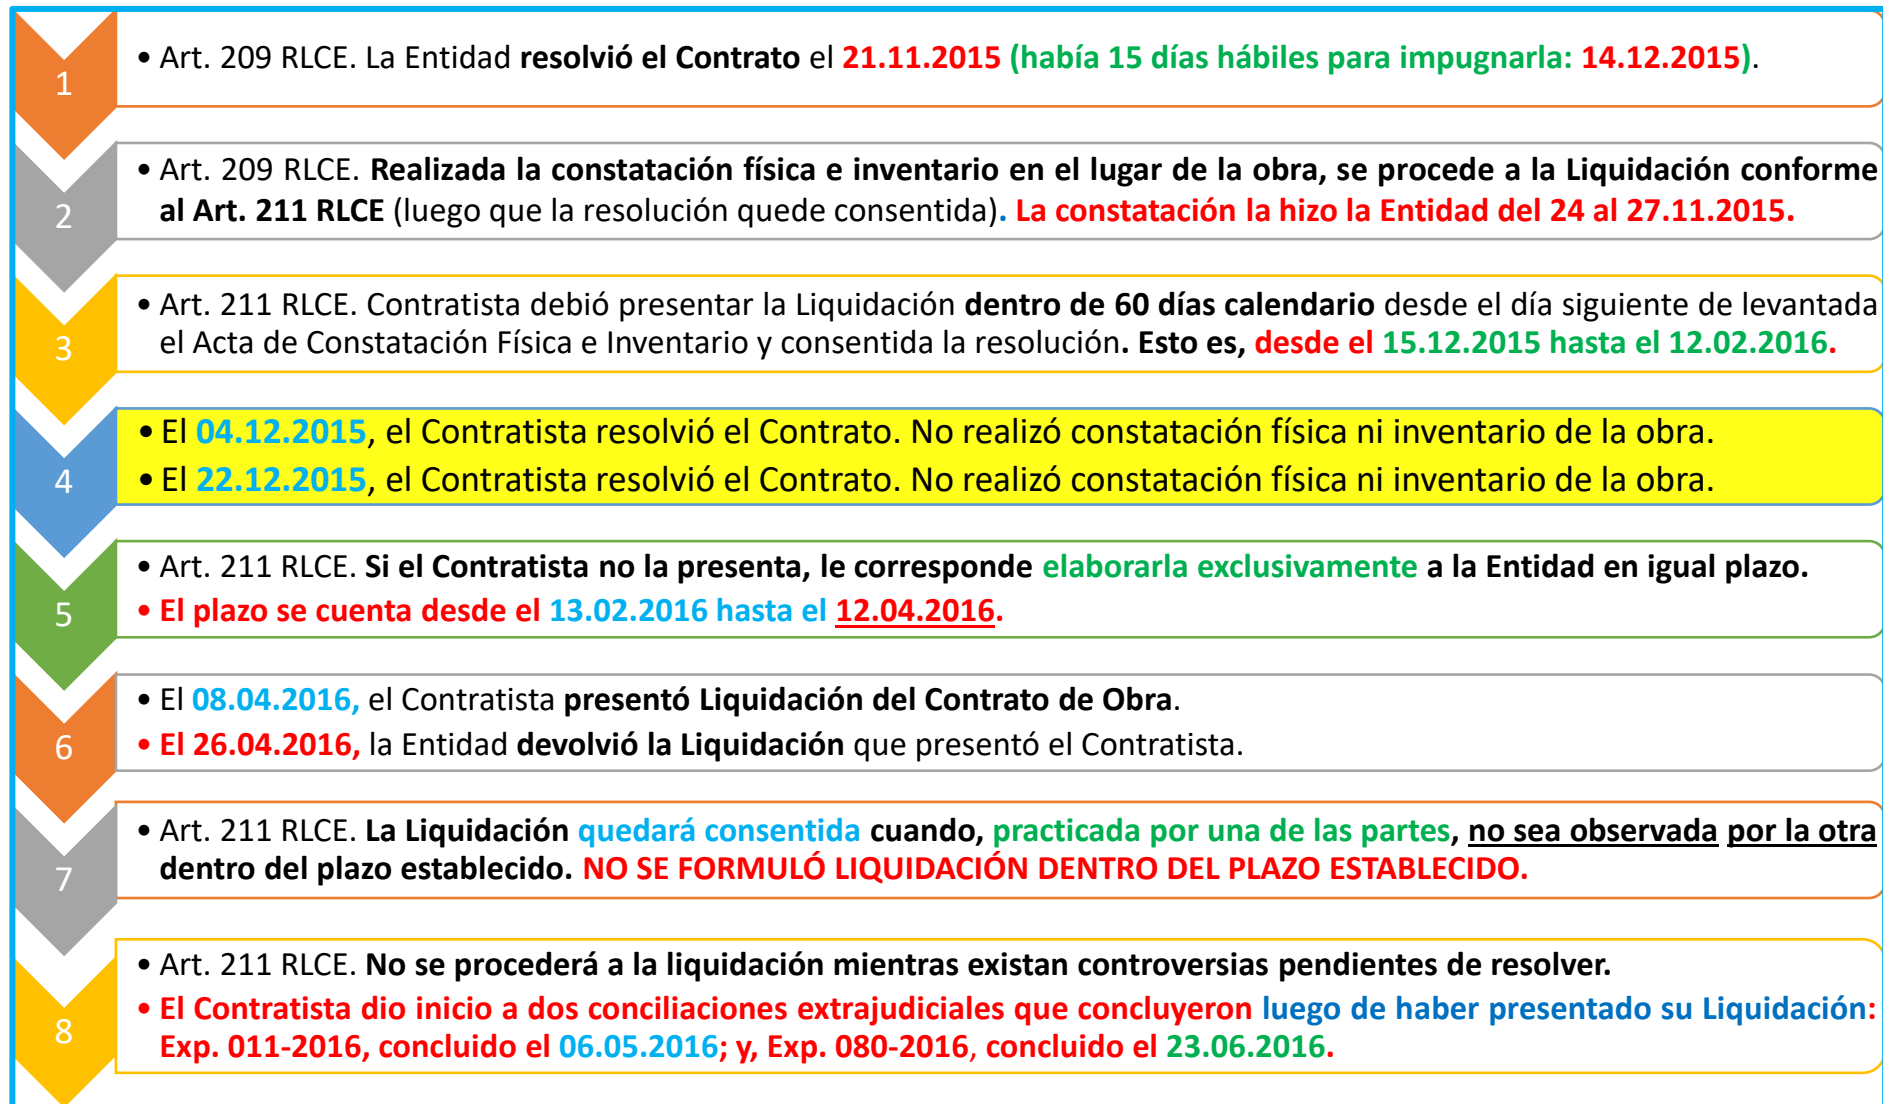 1
• Art. 209 RLCE. La Entidad resolvió el Contrato el 21.11.2015 (había 15 días hábiles para impugnarla: 14.12.2015).
2
• Art. 209 RLCE. Realizada la constatación física e inventario en el lugar de la obra, se procede a la Liquidación conforme
al Art. 211 RLCE (luego que la resolución quede consentida). La constatación la hizo la Entidad del 24 al 27.11.2015.
3
• Art. 211 RLCE. Contratista debió presentar la Liquidación dentro de 60 días calendario desde el día siguiente de levantada
el Acta de Constatación Física e Inventario y consentida la resolución. Esto es, desde el 15.12.2015 hasta el 12.02.2016.
4
• El 04.12.2015, el Contratista resolvió el Contrato. No realizó constatación física ni inventario de la obra.
• El 22.12.2015, el Contratista resolvió el Contrato. No realizó constatación física ni inventario de la obra.
5
• Art. 211 RLCE. Si el Contratista no la presenta, le corresponde elaborarla exclusivamente a la Entidad en igual plazo.
• El plazo se cuenta desde el 13.02.2016 hasta el 12.04.2016.
6
• El 08.04.2016, el Contratista presentó Liquidación del Contrato de Obra.
• El 26.04.2016, la Entidad devolvió la Liquidación que presentó el Contratista.
7
• Art. 211 RLCE. La Liquidación quedará consentida cuando, practicada por una de las partes, no sea observada por la otra
dentro del plazo establecido. NO SE FORMULÓ LIQUIDACIÓN DENTRO DEL PLAZO ESTABLECIDO.
8
• Art. 211 RLCE. No se procederá a la liquidación mientras existan controversias pendientes de resolver.
• El Contratista dio inicio a dos conciliaciones extrajudiciales que concluyeron luego de haber presentado su Liquidación:
Exp. 011-2016, concluido el 06.05.2016; y, Exp. 080-2016, concluido el 23.06.2016.